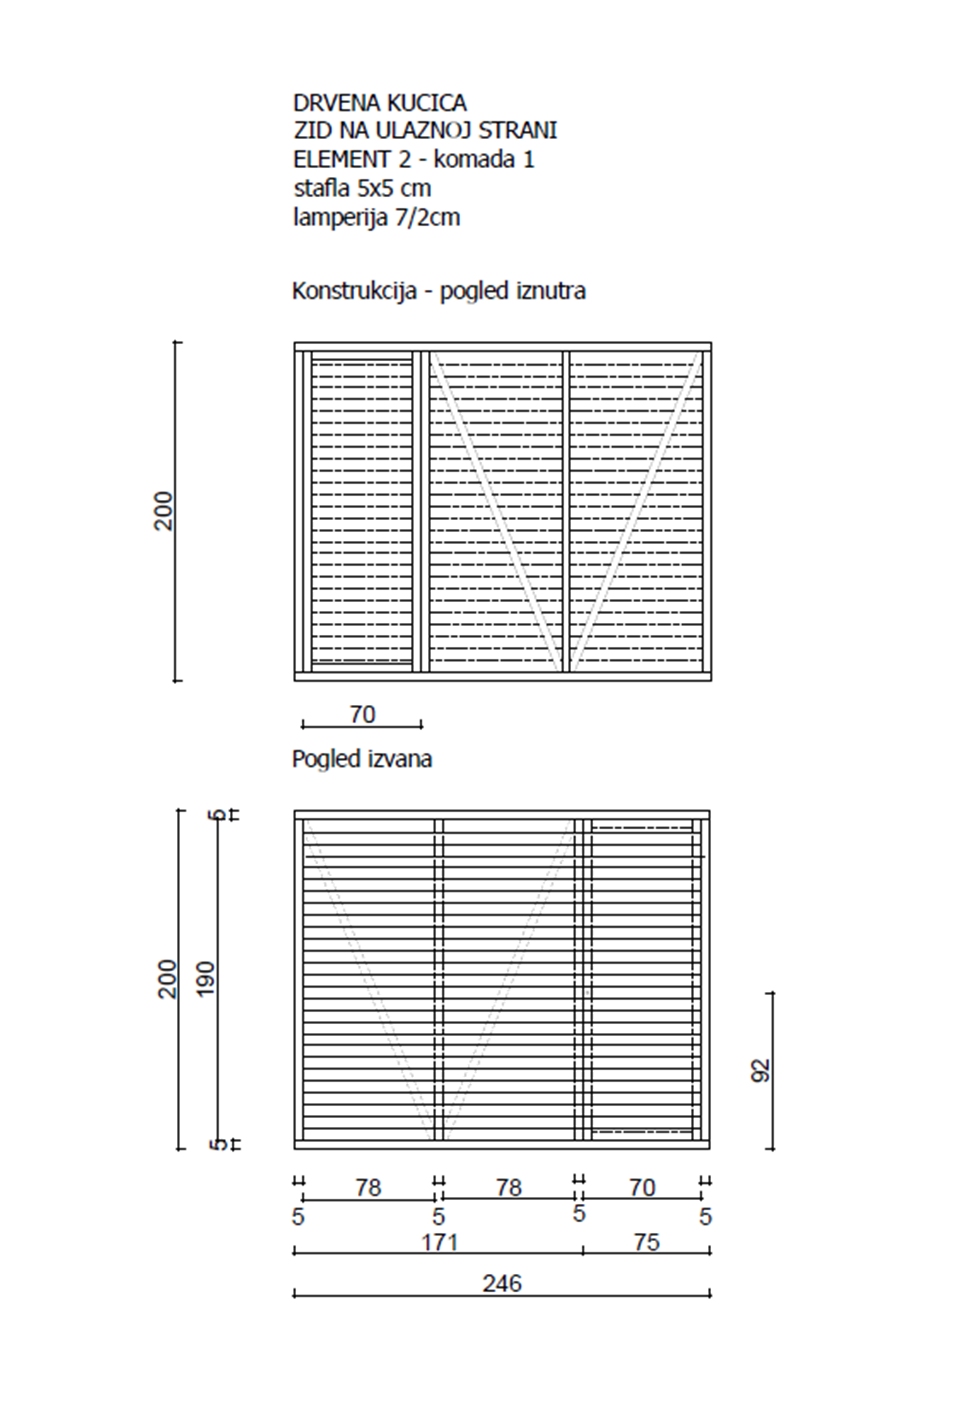 DRVENA KUCICA
ZID NA ULAZNOJ STRANI
ELEMENT 2 - komada 1
stafla 5x5 cm
lamperija 7/2cm
Konstrukcija - pogled iznutra
200
70
Pogled izvana
5
200
190
92
5
78
78
70
5
5
5
5
171
75
246